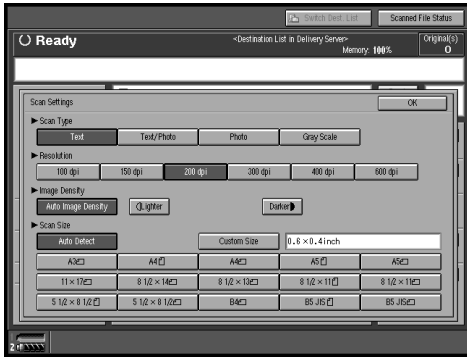 Switch Dest. List Scanned File Status
Ready <Destination List in Delivery Server> Original(s)
Memory: 100% 0
Scan Settings OK
► Scan Type
Text Text/Photo Photo Gray Scale
► Resolution
100 dpi 150 dpi 200 dpi 300 dpi 400 dpi 600 dpi
► Image Density
Auto Image Density Lighter Darker
► Scan Size
Auto Detect Custom Size 0.6×0.4inch
A3 A4 A4 A5 A5
11×17 8 1/2×14 8 1/2×13 8 1/2×11 8 1/2×11
5 1/2×8 1/2 5 1/2×8 1/2 B4 B5 JIS B5 JIS
2